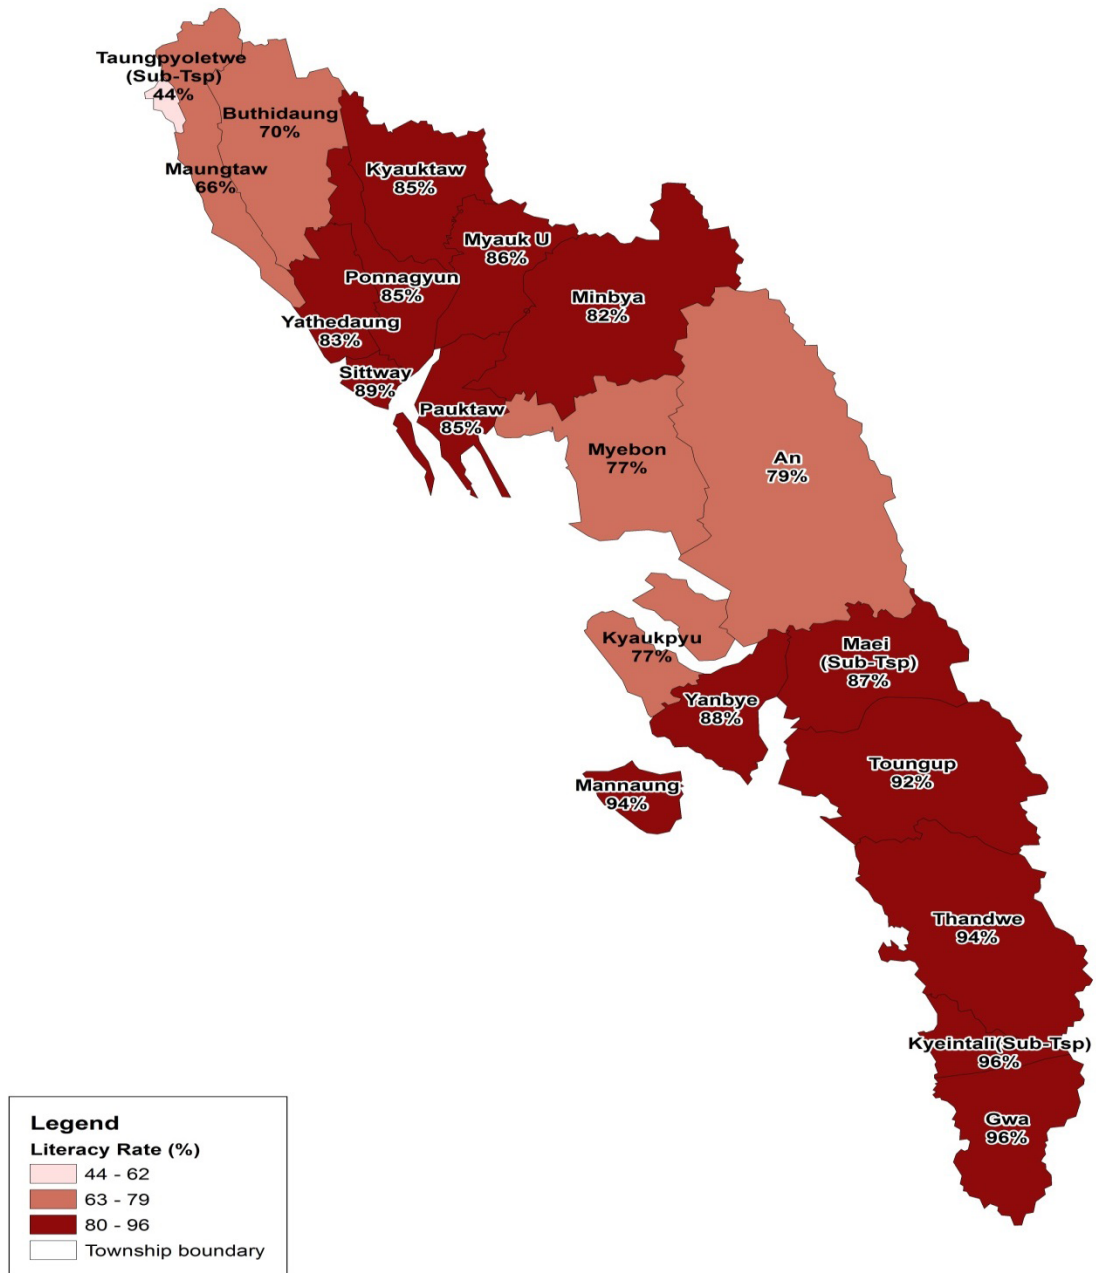 Taungpyoletwe
(Sub-Tsp)
44%
Buthidaung
70%
Maungtaw
66%
Kyauktaw
85%
Myauk U
86%
Ponnagyun
85%
Minbya
82%
Yathedaung
83%
Sittway
89%
Pauktaw
85%
Myebon
77%
An
79%
Kyaukpyu
77%
Maei
(Sub-Tsp)
87%
Yanbye
88%
Toungup
92%
Mannaung
94%
Thandwe
94%
Kyeintali(Sub-Tsp)
96%
Gwa
96%
Legend
Literacy Rate (%)
44 - 62
63 - 79
80 - 96
Township boundary